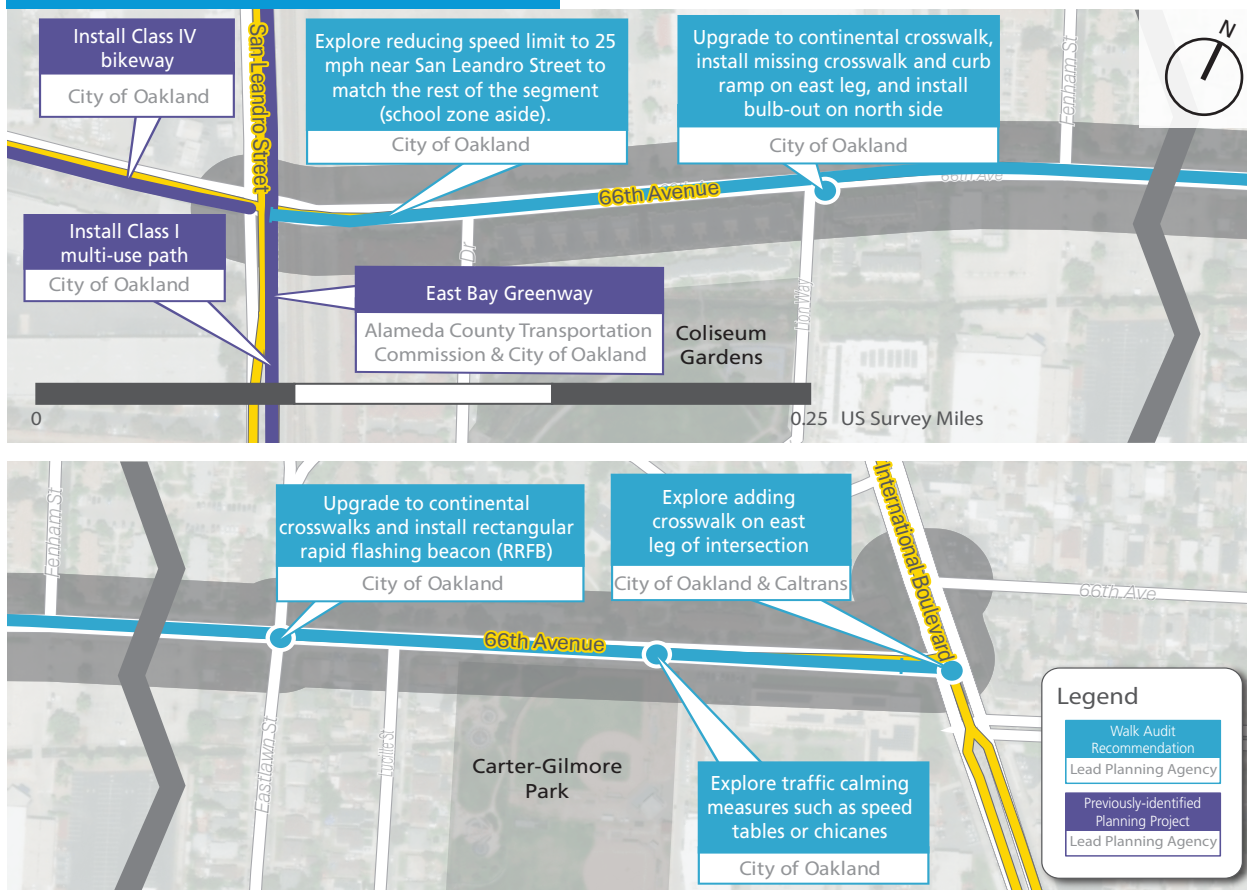 Install Class IV
bikeway
City of Oakland
San Leandro Street
Explore reducing speed limit to 25
mph near San Leandro Street to
match the rest of the segment
(school zone aside).
City of Oakland
Upgrade to continental crosswalk,
install missing crosswalk and curb
ramp on east leg, and install
bulb-out on north side
City of Oakland
Fenham St
N
66th Avenue
66th Ave
Install Class I
multi-use path
City of Oakland
Dr
Lion Way
East Bay Greenway
Alameda County Transportation
Commission & City of Oakland
Coliseum
Gardens
0
0.25 US Survey Miles
Fenham St
Upgrade to continental
crosswalks and install rectangular
rapid flashing beacon (RRFB)
City of Oakland
Explore adding
crosswalk on east
leg of intersection
City of Oakland & Caltrans
International Boulevard
66th Ave
66th Avenue
Eastlawn St
Lucille St
Carter-Gilmore
Park
Explore traffic calming
measures such as speed
tables or chicanes
City of Oakland
Legend
Walk Audit
Recommendation
Lead Planning Agency
Previously-identified
Planning Project
Lead Planning Agency